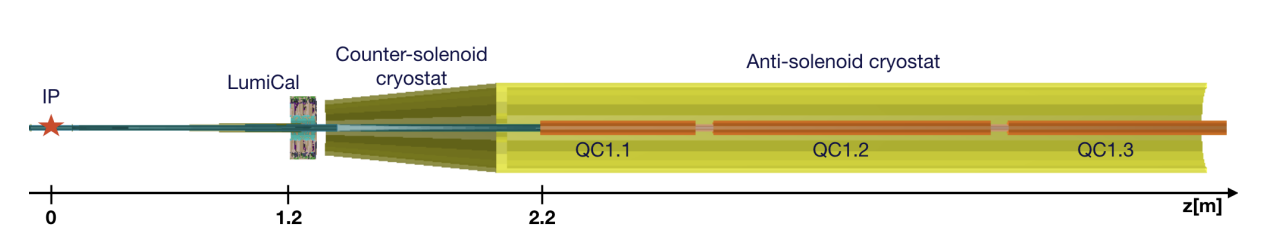 Counter-solenoid
cryostat
Anti-solenoid cryostat
LumiCal
IP
QC1.1
QC1.2
QC1.3
0
1.2
2.2
z[m]